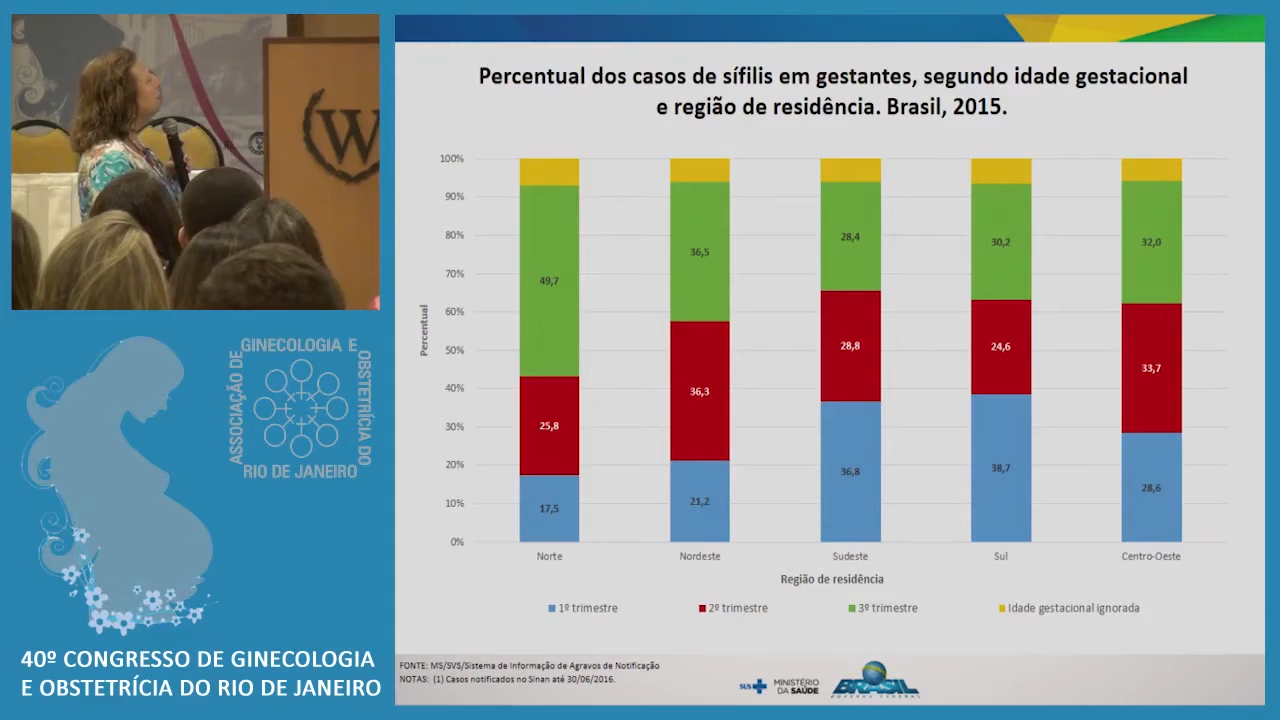 W
GINECOLOGIA E
OBSTETRÍCIA DO
ASSOCIAÇÃO DE
RIO DE JANEIRO
40º CONGRESSO DE GINECOLOGIA
E OBSTETRÍCIA DO RIO DE JANEIRO
Percentual dos casos de sífilis em gestantes, segundo idade gestacional
e região de residência. Brasil, 2015.
Percentual
100%
90%
80%
70%
60%
50%
40%
30%
20%
10%
0%
49,7
25,8
17,5
36,5
36,3
21,2
28,4
28,8
36,8
30,2
24,6
38,7
32,0
33,7
28,6
Norte Nordeste Sudeste Sul Centro-Oeste
Região de residência
1º trimestre 2º trimestre 3º trimestre Idade gestacional ignorada
FONTE: MS/SVS/Sistema de Informação de Agravos de Notificação
NOTAS: (1) Casos notificados no Sinan até 30/06/2016.
SUS
MINISTÉRIO
DA SAÚDE
BRASIL
GOVERNO FEDERAL